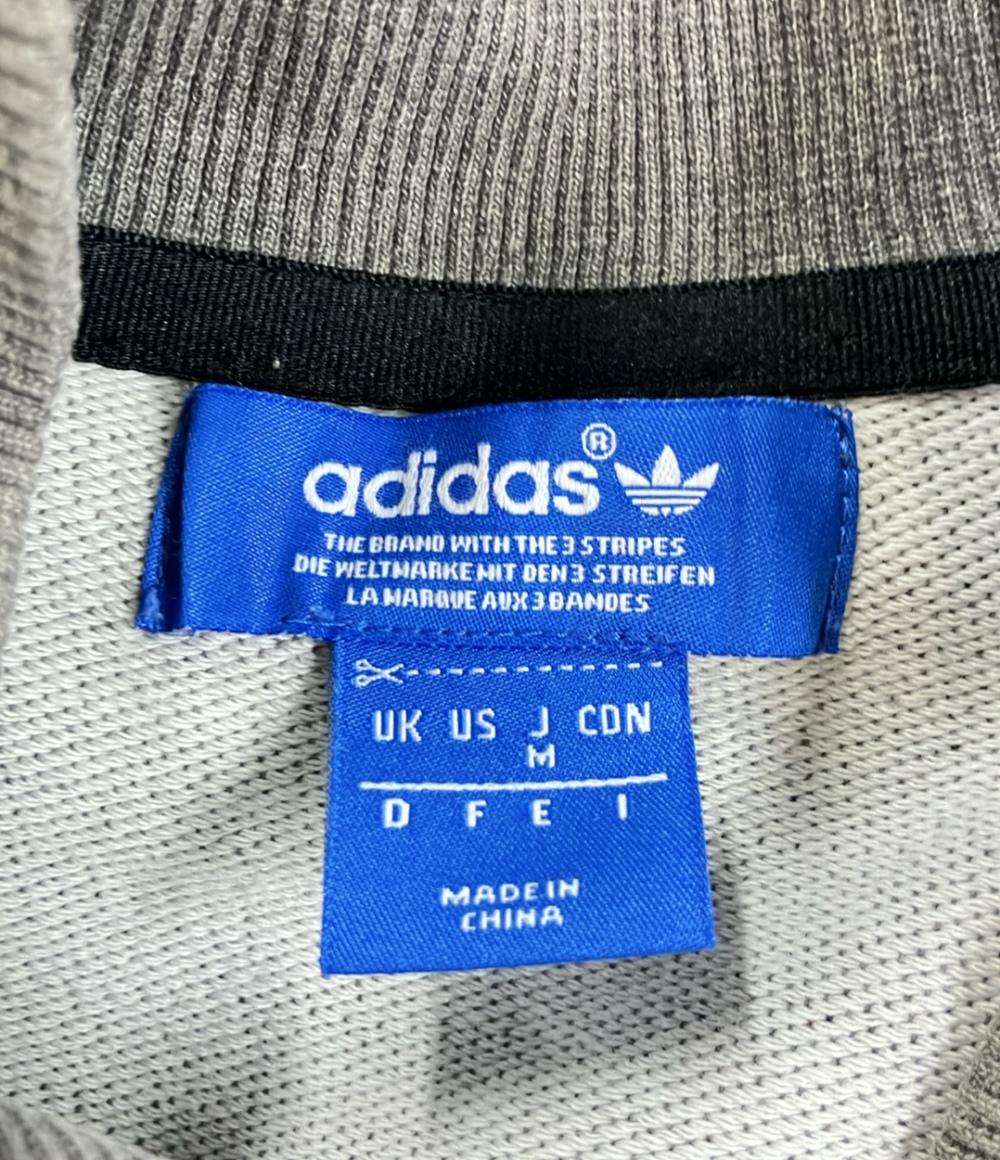 adidas®
THE BRAND WITH THE 3 STRIPES
DIE WELTMARKE MIT DEN 3 STREIFEN
LA MARQUE AUX 3 BANDES
UK US J CDN
M
D F E I
MADE IN
CHINA